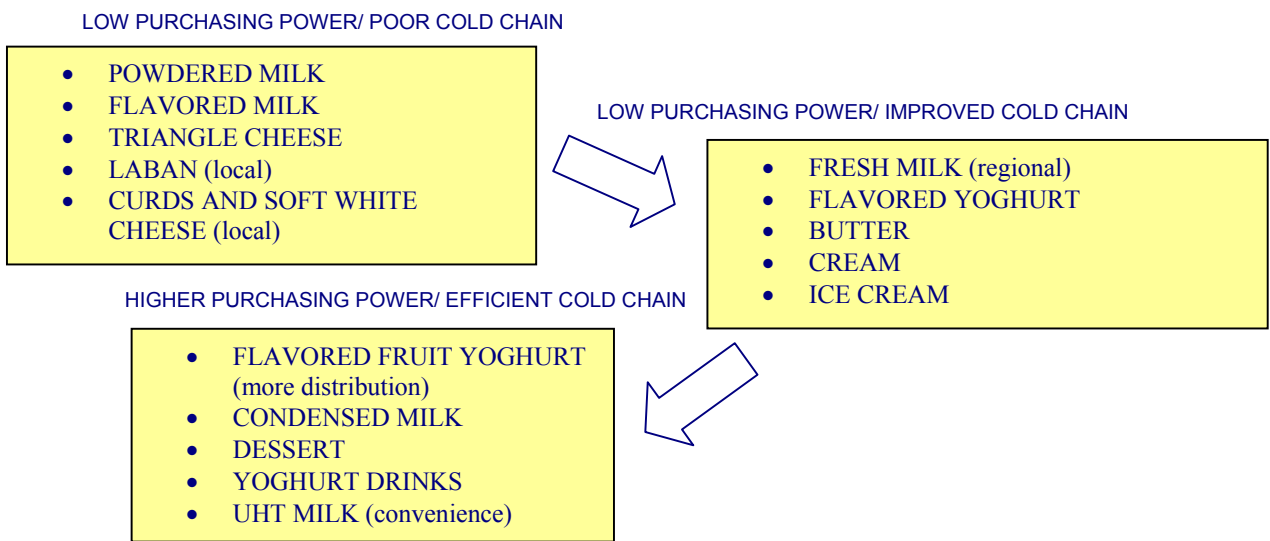 LOW PURCHASING POWER/ POOR COLD CHAIN
• POWDERED MILK
• FLAVORED MILK
• TRIANGLE CHEESE
• LABAN (local)
• CURDS AND SOFT WHITE
CHEESE (local)
LOW PURCHASING POWER/ IMPROVED COLD CHAIN
• FRESH MILK (regional)
• FLAVORED YOGHURT
• BUTTER
• CREAM
• ICE CREAM
HIGHER PURCHASING POWER/ EFFICIENT COLD CHAIN
• FLAVORED FRUIT YOGHURT
(more distribution)
• CONDENSED MILK
• DESSERT
• YOGHURT DRINKS
• UHT MILK (convenience)